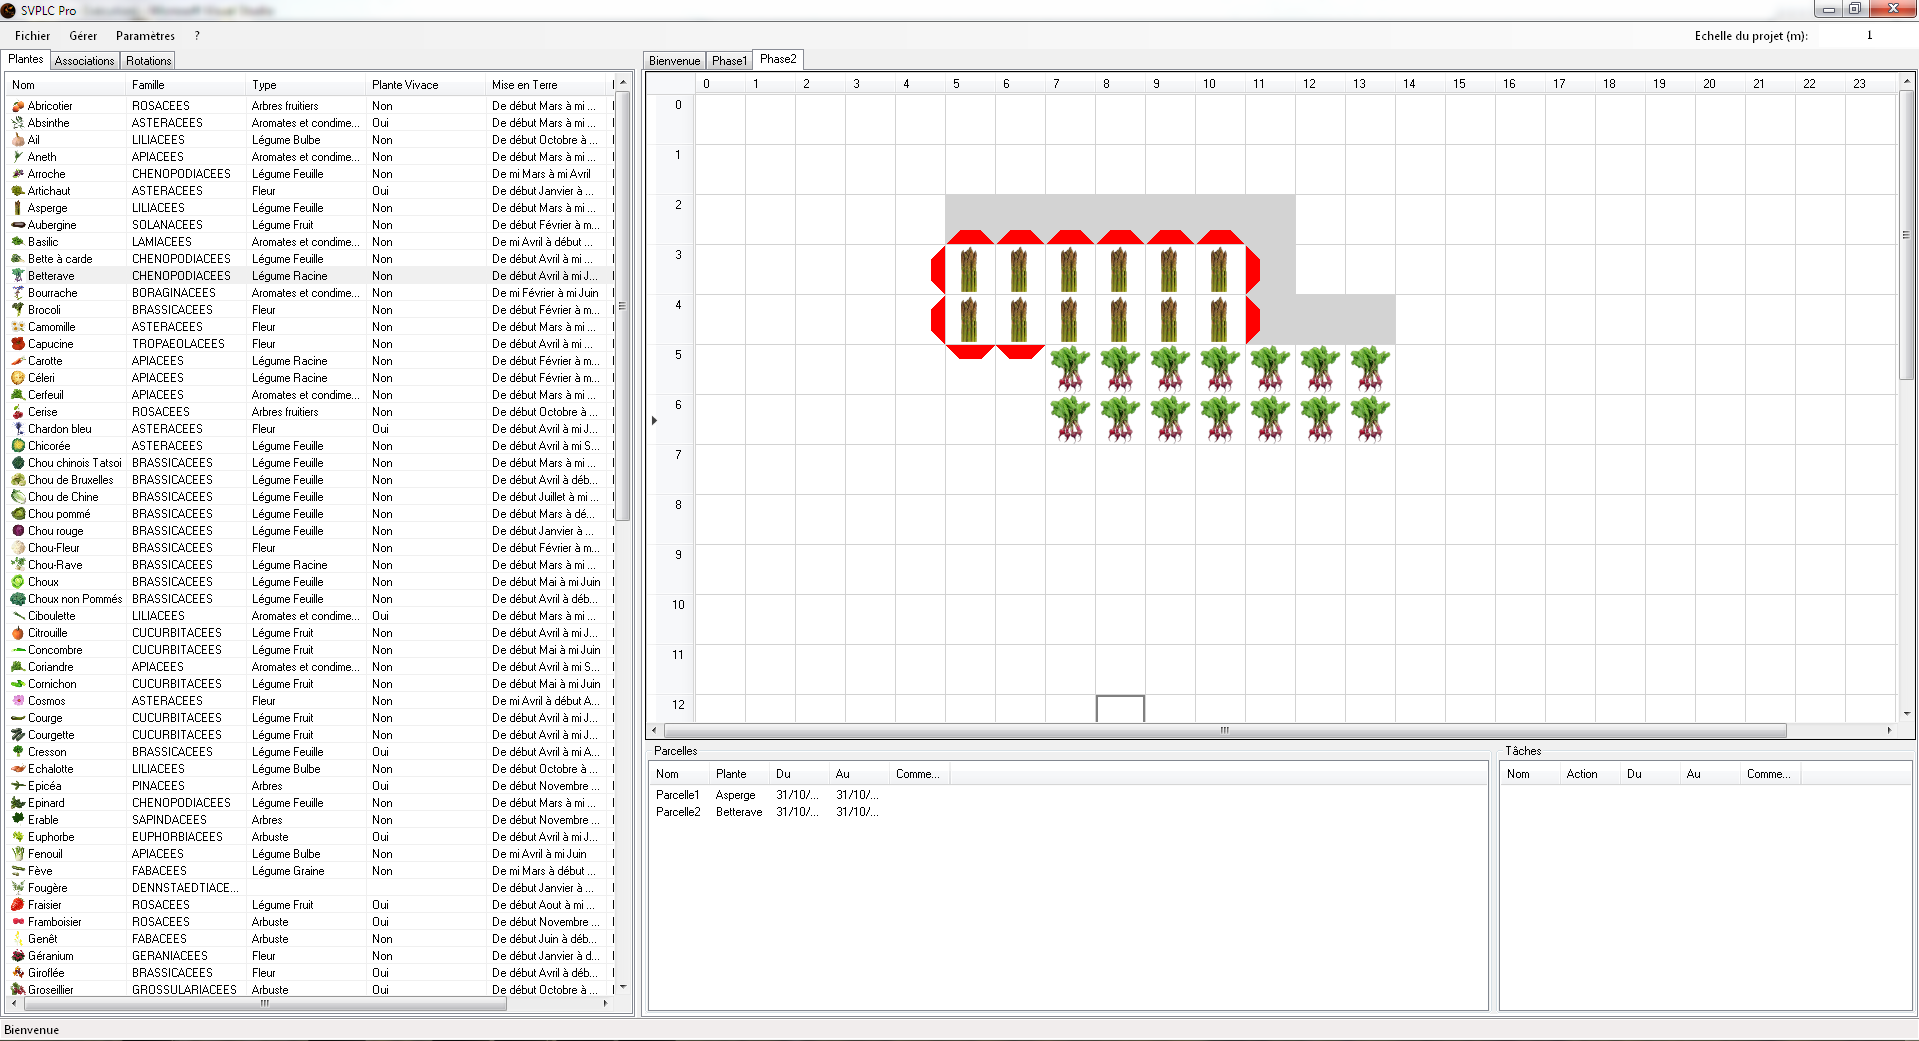 SVPLC Pro
Fichier Gérer Paramètres ? Echelle du projet (m): 1
Plantes Associations Rotations
Nom Famille Type Plante Vivace Mise en Terre
Abricotier ROSACEES Arbres fruitiers Non De début Mars à mi ...
Absinthe ASTERACEES Aromates et condime... Oui De début Mars à mi ...
Ail LILIACEES Légume Bulbe Non De début Octobre à ...
Aneth APIACEES Aromates et condime... Non De début Mars à mi ...
Arroche CHENOPODIACEES Légume Feuille Non De mi Mars à mi Avril
Artichaut ASTERACEES Fleur Oui De début Janvier à ...
Asperge LILIACEES Légume Feuille Non De début Mars à mi ...
Aubergine SOLANACEES Légume Fruit Non De début Février à m...
Basilic LAMIACEES Aromates et condime... Non De mi Avril à début ...
Bette à carde CHENOPODIACEES Légume Feuille Non De début Avril à mi ...
Betterave CHENOPODIACEES Légume Racine Non De début Avril à mi J...
Bourrache BORAGINACEES Aromates et condime... Non De mi Février à mi Juin
Brocoli BRASSICACEES Fleur Non De début Février à m...
Camomille ASTERACEES Fleur Non De début Mars à mi ...
Capucine TROPAEOLACEES Fleur Non De début Avril à mi ...
Carotte APIACEES Légume Racine Non De début Février à m...
Céleri APIACEES Légume Racine Non De début Février à m...
Cerfeuil APIACEES Aromates et condime... Non De début Mars à mi ...
Cerise ROSACEES Arbres fruitiers Non De début Octobre à ...
Chardon bleu ASTERACEES Fleur Oui De début Avril à mi J...
Chicorée ASTERACEES Légume Feuille Non De début Avril à mi S...
Chou chinois Tatsoi BRASSICACEES Légume Feuille Non De début Mars à mi ...
Chou de Bruxelles BRASSICACEES Légume Feuille Non De début Avril à déb...
Chou de Chine BRASSICACEES Légume Feuille Non De début Juillet à mi ...
Chou pommé BRASSICACEES Légume Feuille Non De début Mars à dé...
Chou rouge BRASSICACEES Légume Feuille Non De début Janvier à ...
Chou-Fleur BRASSICACEES Fleur Non De début Février à m...
Chou-Rave BRASSICACEES Légume Racine Non De début Mars à mi ...
Choux BRASSICACEES Légume Feuille Non De début Mai à mi Juin
Choux non Pommés BRASSICACEES Légume Feuille Non De début Avril à déb...
Ciboulette LILIACEES Aromates et condime... Oui De début Mars à mi ...
Citrouille CUCURBITACEES Légume Fruit Non De début Avril à mi J...
Concombre CUCURBITACEES Légume Fruit Non De début Mai à mi Juin
Coriandre APIACEES Aromates et condime... Non De début Avril à mi S...
Cornichon CUCURBITACEES Légume Fruit Non De début Mai à mi Juin
Cosmos ASTERACEES Fleur Non De mi Avril à début A...
Courge CUCURBITACEES Légume Fruit Non De début Avril à mi J...
Courgette CUCURBITACEES Légume Fruit Non De début Avril à mi J...
Cresson BRASSICACEES Légume Feuille Oui De début Avril à mi A...
Echalotte LILIACEES Légume Bulbe Non De début Octobre à ...
Epicéa PINACEES Arbres Oui De début Novembre ...
Epinard CHENOPODIACEES Légume Feuille Non De début Mars à mi ...
Erable SAPINDACEES Arbres Non De début Novembre ...
Euphorbe EUPHORBIACEES Arbuste Oui De début Avril à mi J...
Fenouil APIACEES Légume Bulbe Non De mi Avril à mi Juin
Fève FABACEES Légume Graine Non De mi Mars à début ...
Fougère DENNSTAEDTIACE... De début Janvier à ...
Fraisier ROSACEES Légume Fruit Oui De début Aout à mi ...
Framboisier ROSACEES Arbuste Oui De début Novembre ...
Genêt FABACEES Arbuste Non De début Juin à déb...
Géranium GERANIACEES Fleur Non De début Janvier à d...
Giroflée BRASSICACEES Fleur Oui De début Avril à déb...
Groseillier GROSSULARIACEES Arbuste Oui De début Octobre à ...
Bienvenue Phase1 Phase2
0 1 2 3 4 5 6 7 8 9 10 11 12 13 14 15 16 17 18 19 20 21 22 23
0
1
2
3
4
5
6
7
8
9
10
11
12
Parcelles
Nom Plante Du Au Comme...
Parcelle1 Asperge 31/10/... 31/10/...
Parcelle2 Betterave 31/10/... 31/10/...
Tâches
Nom Action Du Au Comme...
Bienvenue